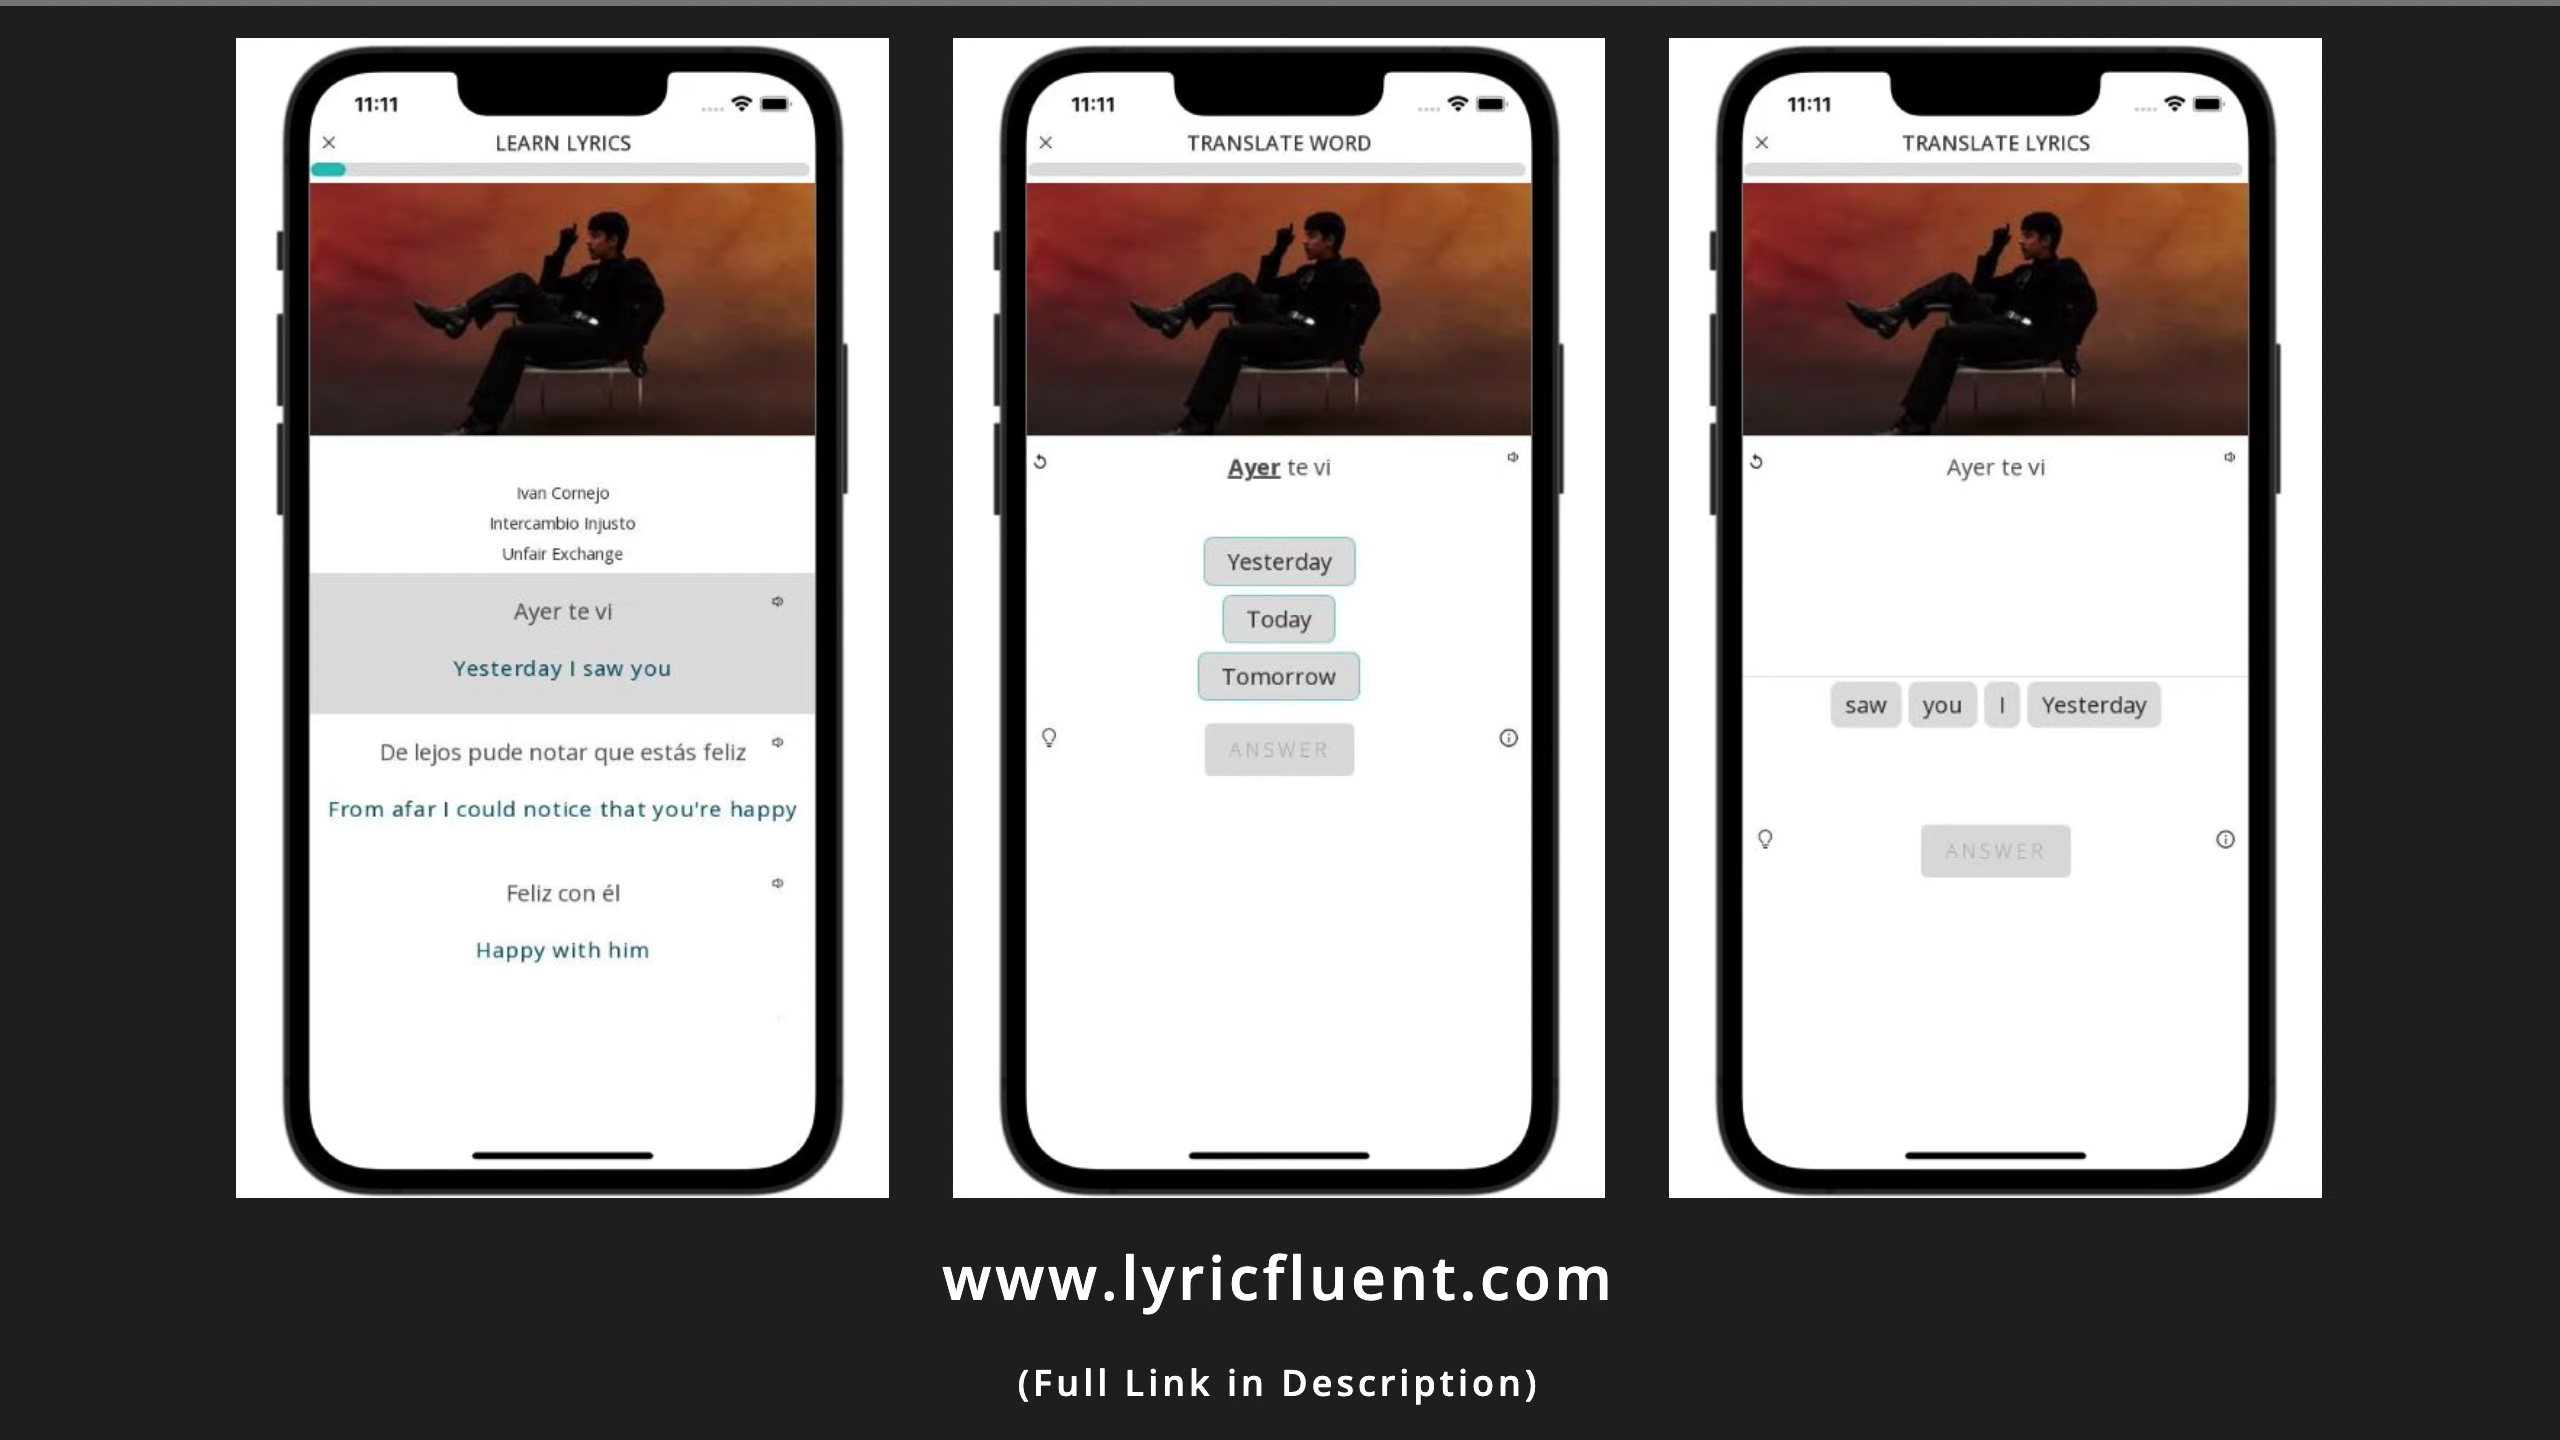 11:11
LEARN LYRICS
Ivan Cornejo
Intercambio Injusto
Unfair Exchange
Ayer te vi
Yesterday I saw you
De lejos pude notar que estás feliz
From afar I could notice that you're happy
Feliz con él
Happy with him
11:11
TRANSLATE WORD
Ayer te vi
Yesterday
Today
Tomorrow
ANSWER
11:11
TRANSLATE LYRICS
Ayer te vi
saw you I Yesterday
ANSWER
www.lyricfluent.com
(Full Link in Description)